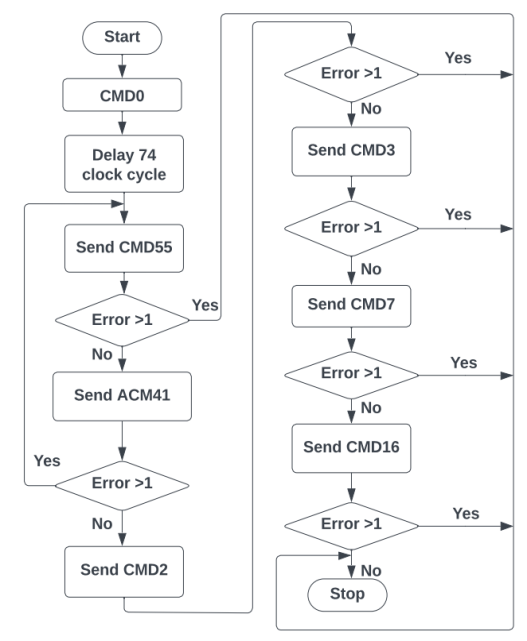 Start
CMD0
Delay 74
clock cycle
Send CMD55
Error >1
Yes
No
Send ACM41
Error >1
Yes
No
Send CMD2
Error >1
Yes
No
Send CMD3
Error >1
Yes
No
Send CMD7
Error >1
Yes
No
Send CMD16
Error >1
Yes
No
Stop